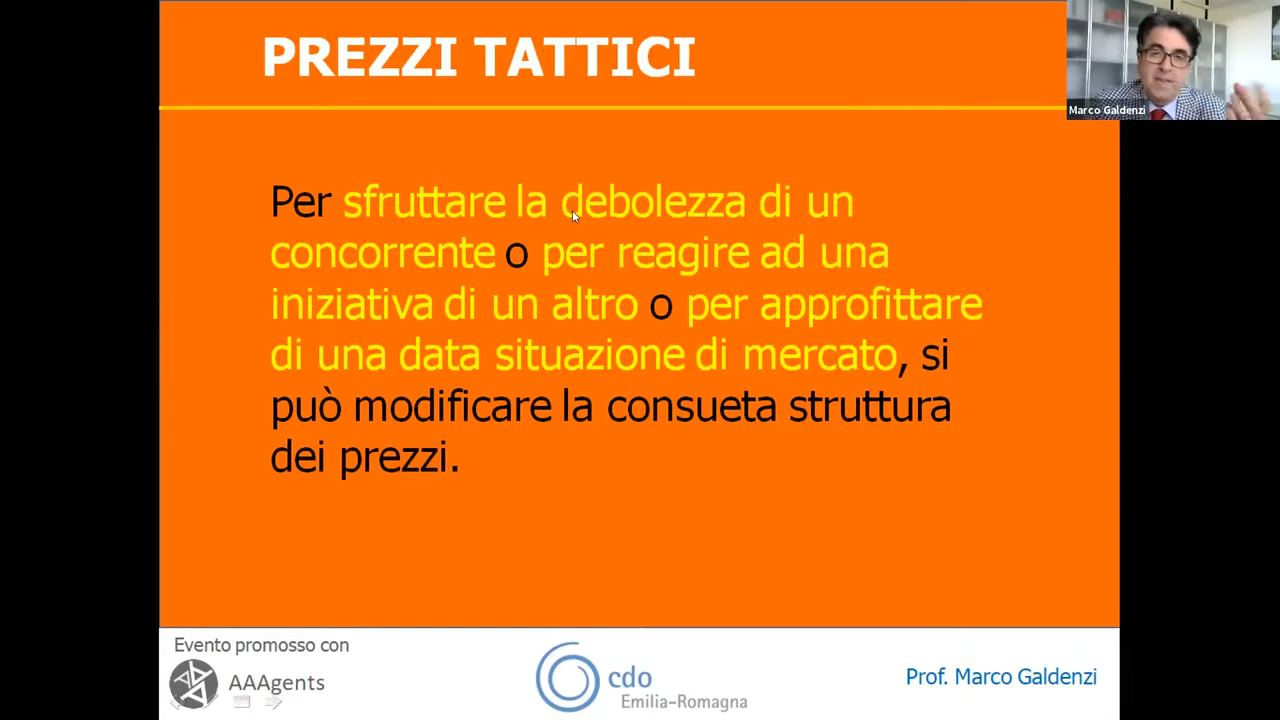 PREZZI TATTICI
Marco Galdenzi
Per sfruttare la debolezza di un
concorrente o per reagire ad una
iniziativa di un altro o per approfittare
di una data situazione di mercato, si
può modificare la consueta struttura
dei prezzi.
Evento promosso con
AAAgents
cdo
Emilia-Romagna
Prof. Marco Galdenzi